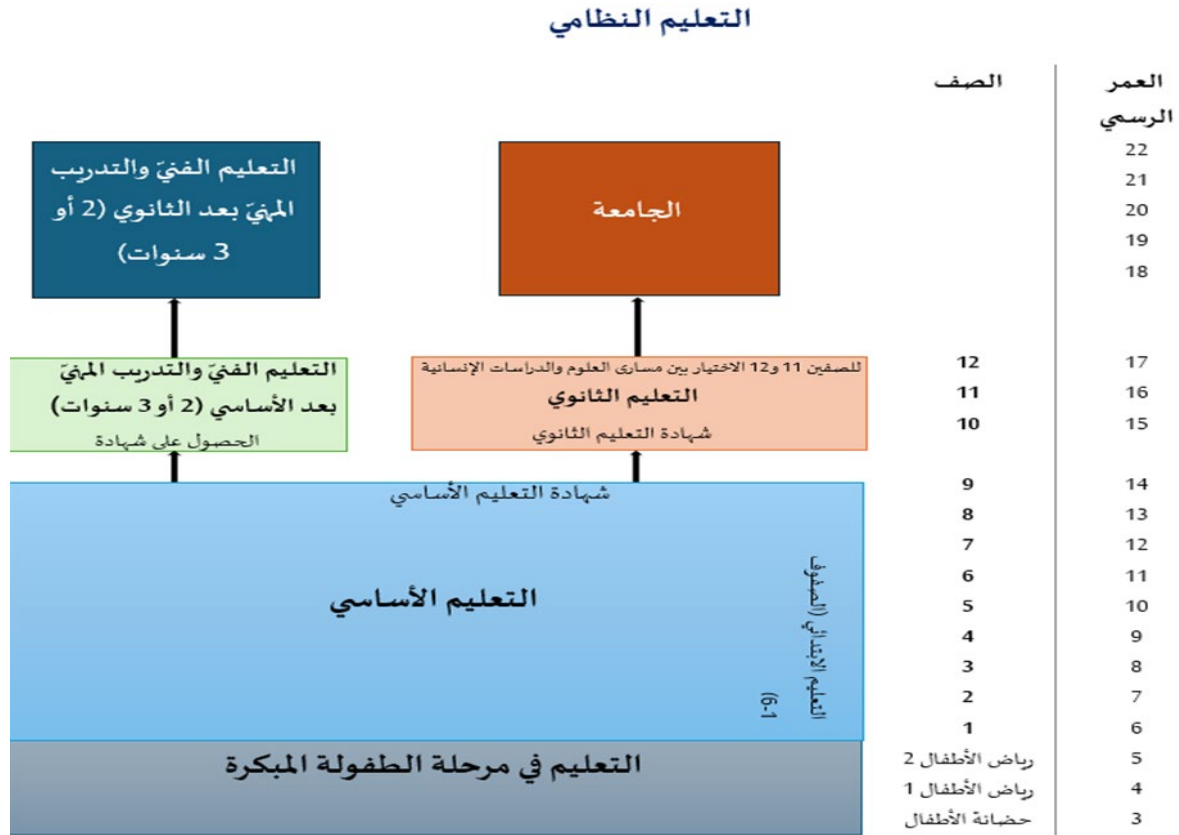 التعليم النظامي
العمر
الرسمي
الصف
22
21
20
19
18
الجامعة
التعليم الفنيّ والتدريب
المهنيّ بعد الثانوي (2 أو
3 سنوات)
17
12
16
11
15
10
للصفين 11 و12 الاختيار بين مسارى العلوم والدراسات الإنسانية
التعليم الثانوي
شهادة التعليم الثانوي
التعليم الفنيّ والتدريب المهنيّ
بعد الأساسي (2 أو 3 سنوات)
الحصول على شهادة
14
9
13
8
12
7
11
6
10
5
9
4
8
3
7
2
6
1
شهادة التعليم الأساسي
التعليم الأساسي
التعليم الابتدائي (الصفوف
1-6)
5
رياض الأطفال 2
4
رياض الأطفال 1
3
حضانة الأطفال
التعليم في مرحلة الطفولة المبكرة